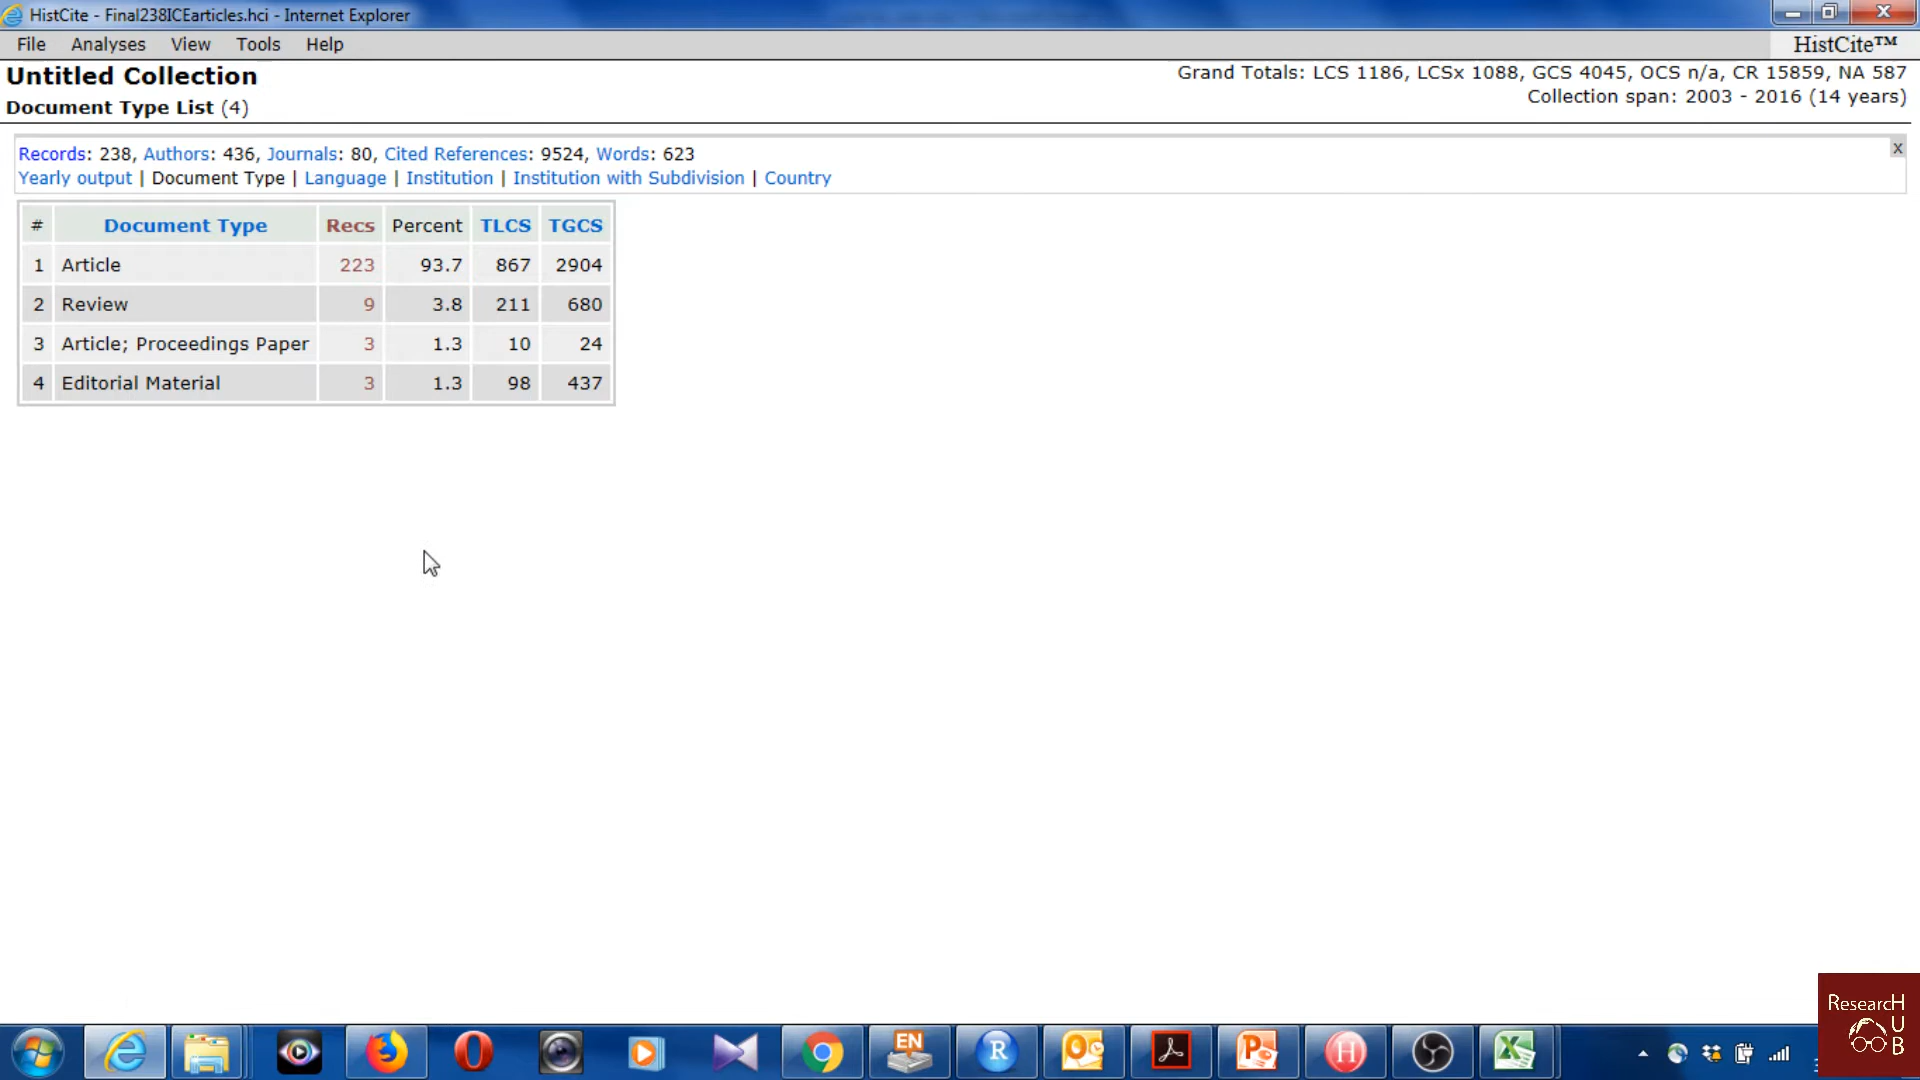 HistCite - Final238ICEarticles.hci - Internet Explorer
File Analyses View Tools Help HistCite™
Untitled Collection
Document Type List (4)
Grand Totals: LCS 1186, LCSx 1088, GCS 4045, OCS n/a, CR 15859, NA 587
Collection span: 2003 - 2016 (14 years)
x
Records: 238, Authors: 436, Journals: 80, Cited References: 9524, Words: 623
Yearly output | Document Type | Language | Institution | Institution with Subdivision | Country
# Document Type Recs Percent TLCS TGCS
1 Article 223 93.7 867 2904
2 Review 9 3.8 211 680
3 Article; Proceedings Paper 3 1.3 10 24
4 Editorial Material 3 1.3 98 437
EN
ResearcH
U
B